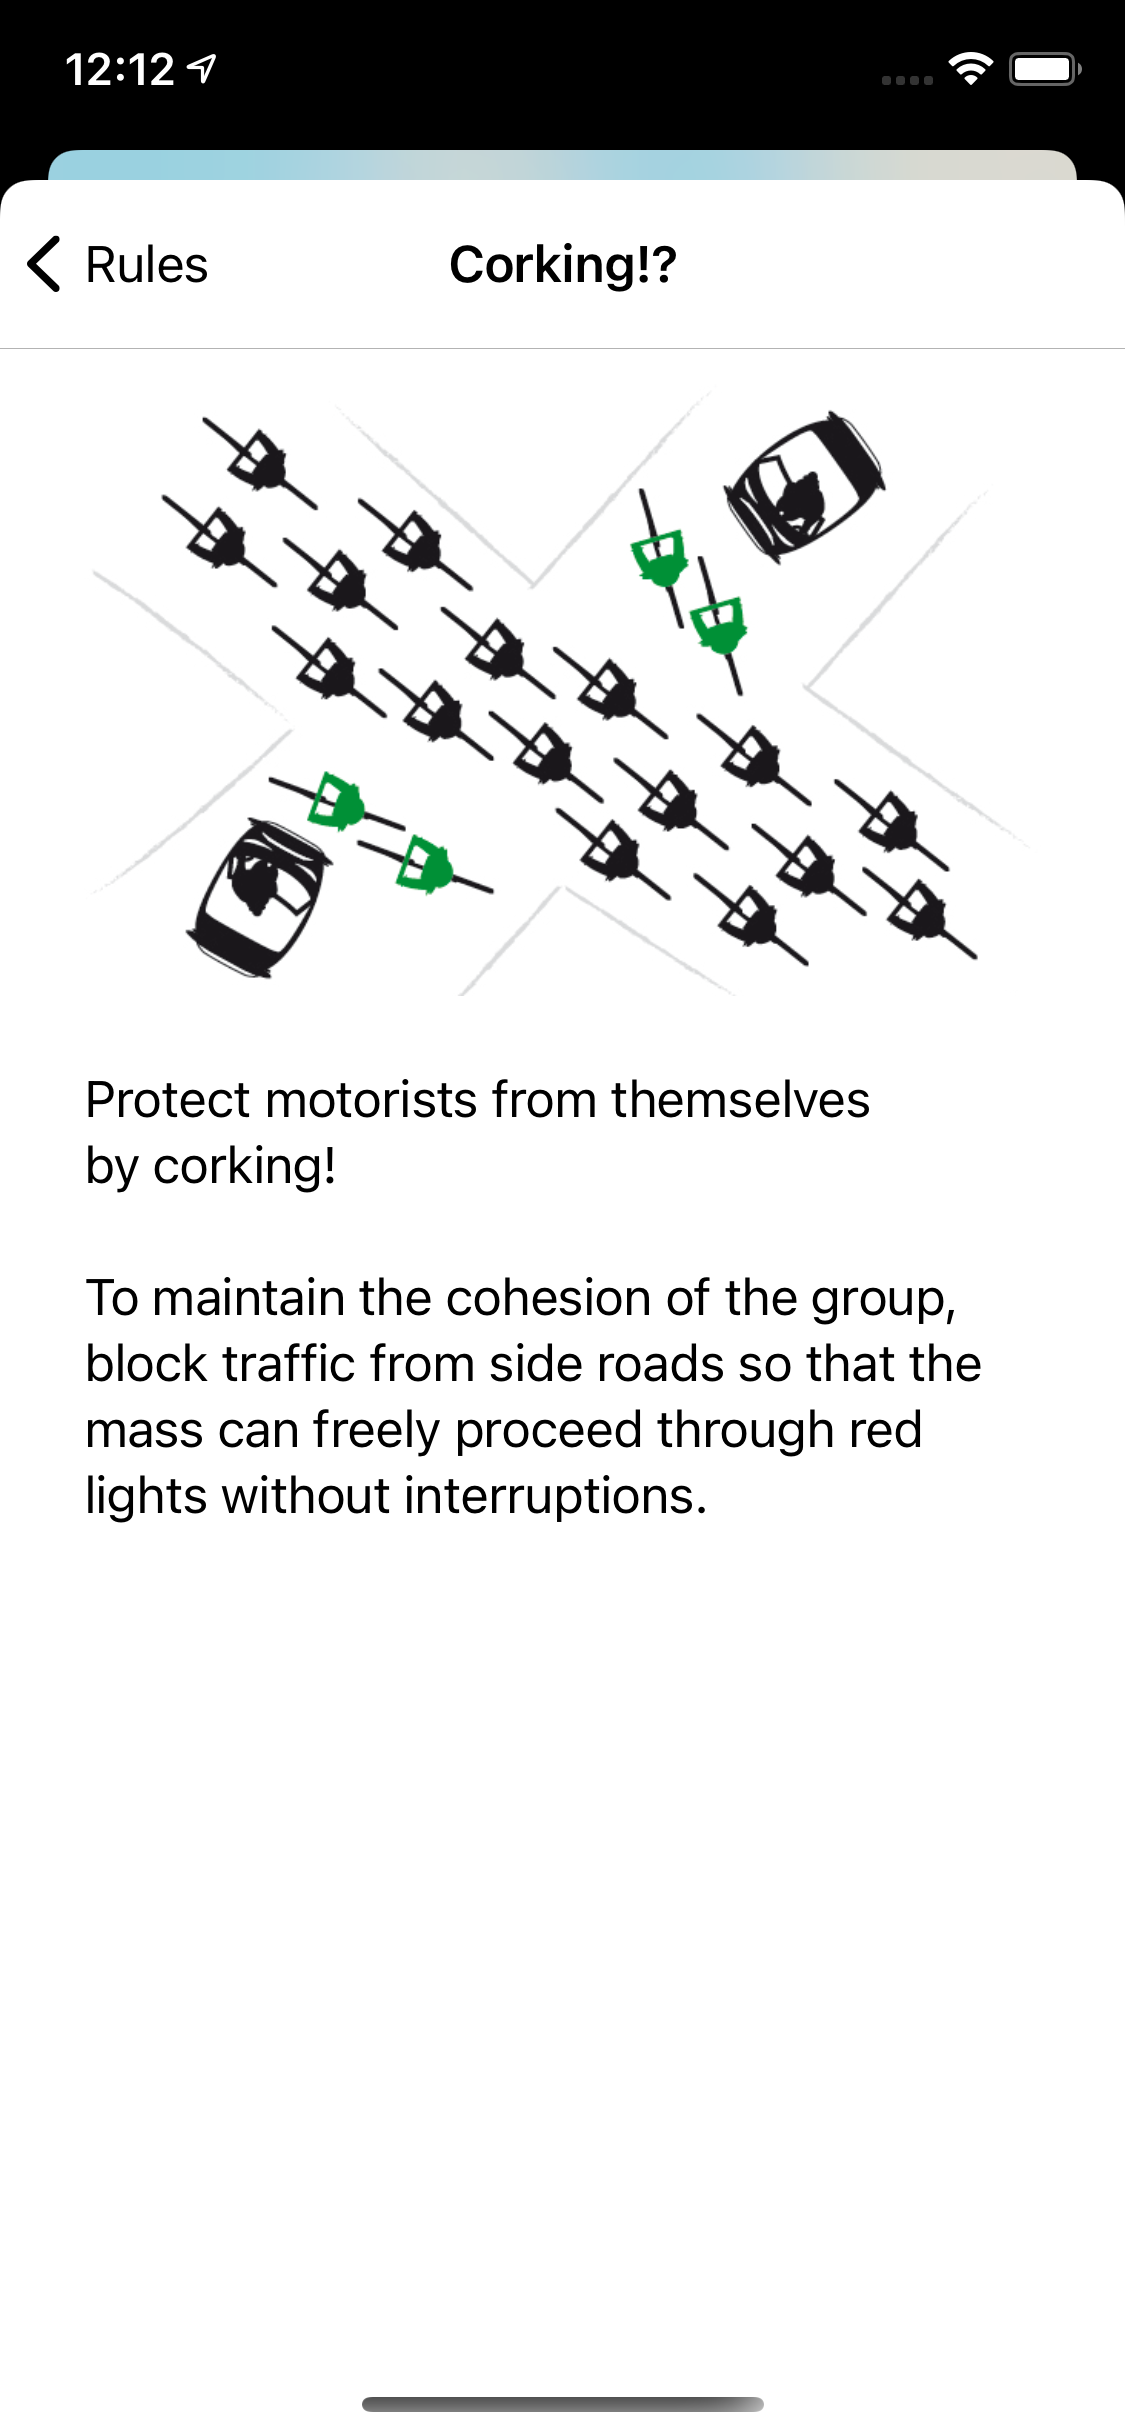 12:12
Rules
Corking!?
Protect motorists from themselves
by corking!
To maintain the cohesion of the group,
block traffic from side roads so that the
mass can freely proceed through red
lights without interruptions.